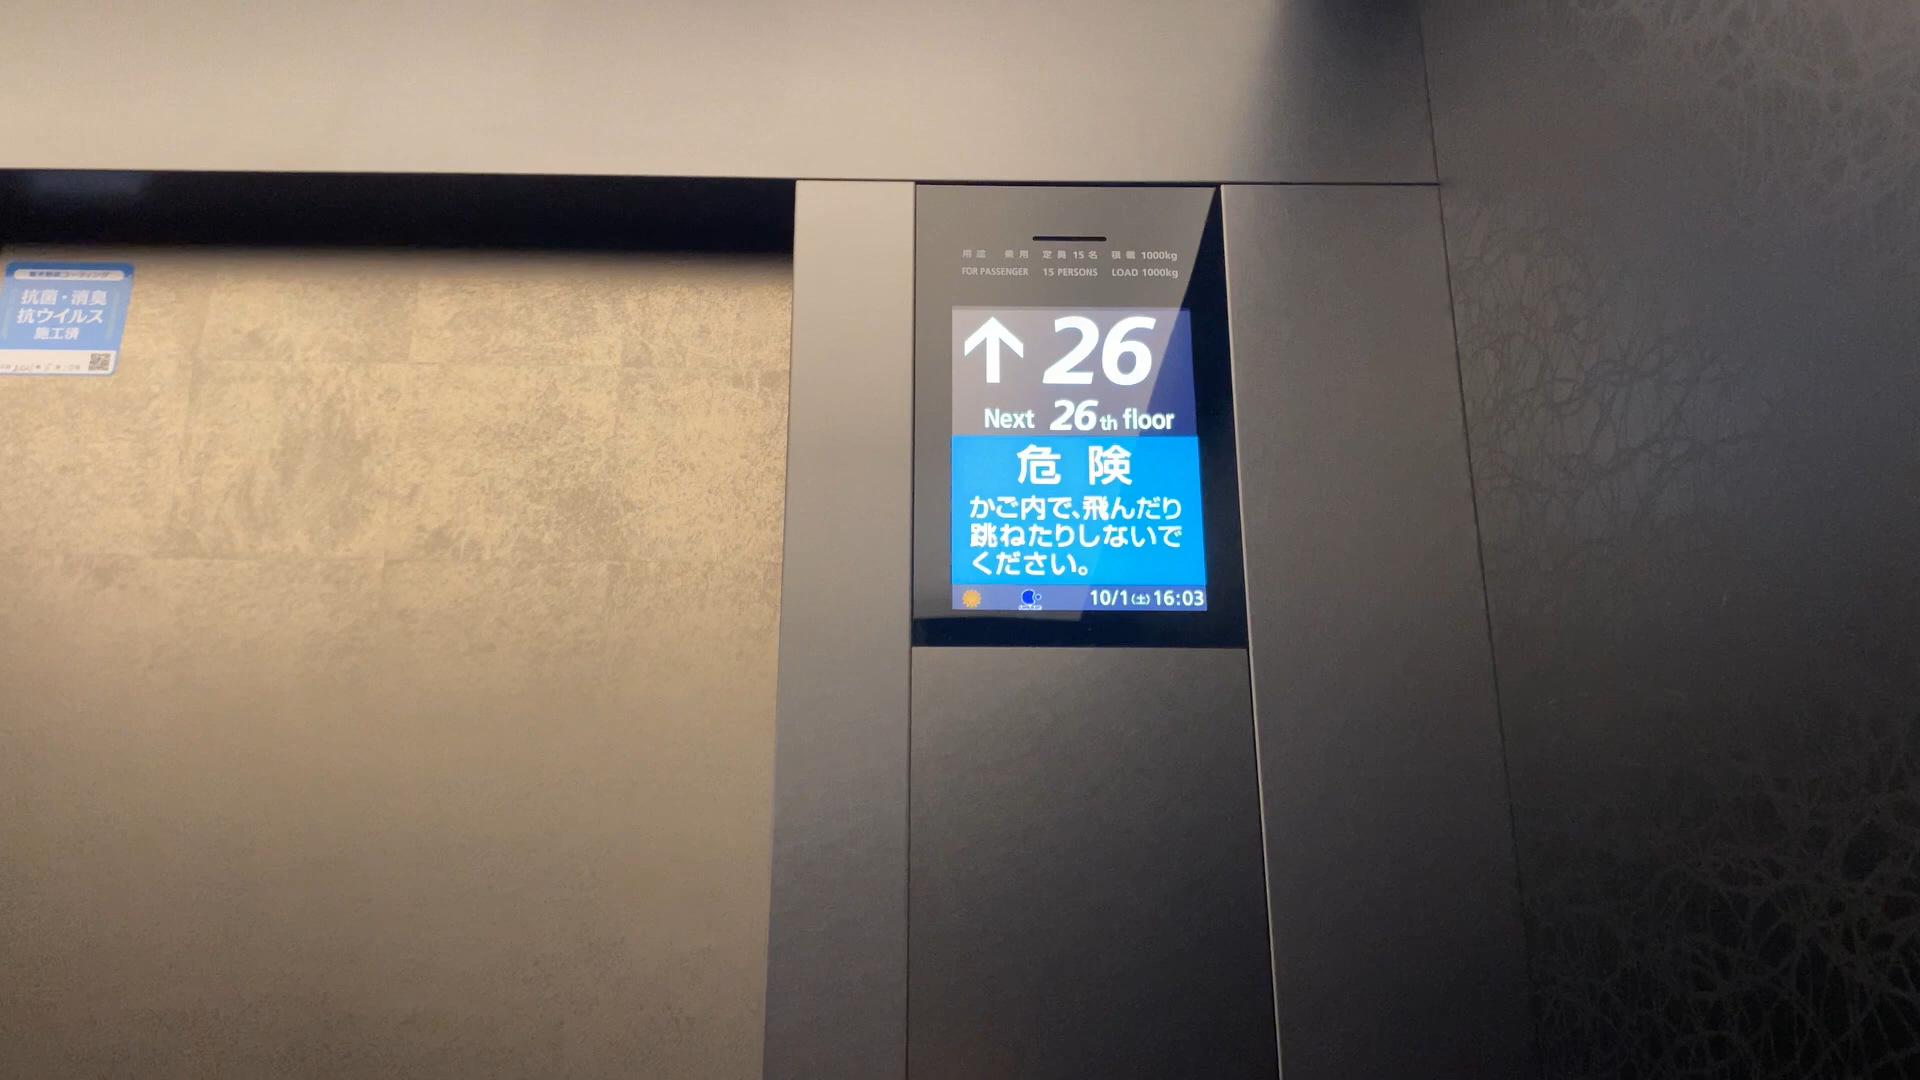 抗菌・消臭
抗ウイルス
施工済
用途 乗用 定員 15名 積載 1000kg
FOR PASSENGER 15 PERSONS LOAD 1000kg
↑ 26
Next 26th floor
危険
かご内で、飛んだり
跳ねたりしないで
ください。
10/1(土)16:03